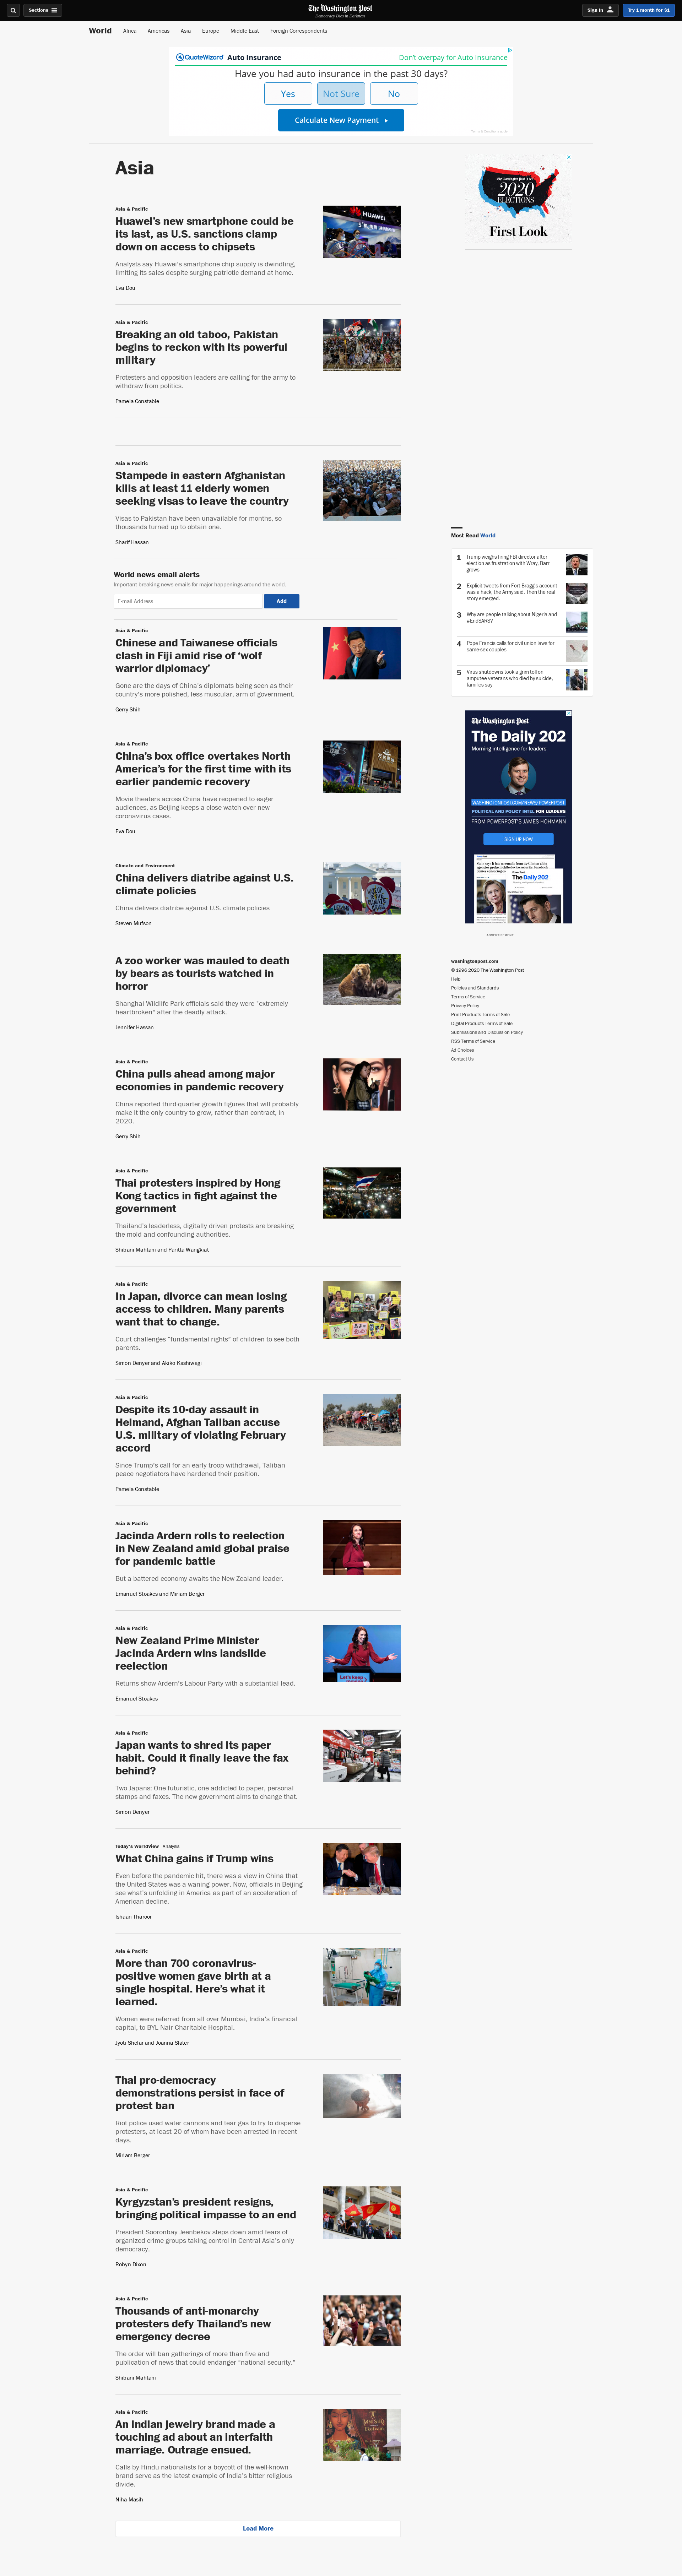 Sections
The Washington Post
Democracy Dies in Darkness
Sign In
Try 1 month for $1
World
Africa
Americas
Asia
Europe
Middle East
Foreign Correspondents
QuoteWizard Auto Insurance
Don't overpay for Auto Insurance
Have you had auto insurance in the past 30 days?
Yes
Not Sure
No
Calculate New Payment
Asia
Asia & Pacific
Huawei’s new smartphone could be
its last, as U.S. sanctions clamp
down on access to chipsets
Analysts say Huawei’s smartphone chip supply is dwindling,
limiting its sales despite surging patriotic demand at home.
Eva Dou
HUAWEI
Asia & Pacific
Breaking an old taboo, Pakistan
begins to reckon with its powerful
military
Protesters and opposition leaders are calling for the army to
withdraw from politics.
Pamela Constable
Asia & Pacific
Stampede in eastern Afghanistan
kills at least 11 elderly women
seeking visas to leave the country
Visas to Pakistan have been unavailable for months, so
thousands turned up to obtain one.
Sharif Hassan
World news email alerts
Important breaking news emails for major happenings around the world.
E-mail Address
Add
Asia & Pacific
Chinese and Taiwanese officials
clash in Fiji amid rise of ‘wolf
warrior diplomacy’
Gone are the days of China’s diplomats being seen as their
country’s more polished, less muscular, arm of government.
Gerry Shih
Asia & Pacific
China’s box office overtakes North
America’s for the first time with its
earlier pandemic recovery
Movie theaters across China have reopened to eager
audiences, as Beijing keeps a close watch over new
coronavirus cases.
Eva Dou
Climate and Environment
China delivers diatribe against U.S.
climate policies
China delivers diatribe against U.S. climate policies
Steven Mufson
A zoo worker was mauled to death
by bears as tourists watched in
horror
Shanghai Wildlife Park officials said they were “extremely
heartbroken” after the deadly attack.
Jennifer Hassan
Asia & Pacific
China pulls ahead among major
economies in pandemic recovery
China reported third-quarter growth figures that will probably
make it the only country to grow, rather than contract, in
2020.
Gerry Shih
Asia & Pacific
Thai protesters inspired by Hong
Kong tactics in fight against the
government
Thailand’s leaderless, digitally driven protests are breaking
the mold and confounding authorities.
Shibani Mahtani and Paritta Wangkiat
Asia & Pacific
In Japan, divorce can mean losing
access to children. Many parents
want that to change.
Court challenges “fundamental rights” of children to see both
parents.
Simon Denyer and Akiko Kashiwagi
Asia & Pacific
Despite its 10-day assault in
Helmand, Afghan Taliban accuse
U.S. military of violating February
accord
Since Trump’s call for an early troop withdrawal, Taliban
peace negotiators have hardened their position.
Pamela Constable
Asia & Pacific
Jacinda Ardern rolls to reelection
in New Zealand amid global praise
for pandemic battle
But a battered economy awaits the New Zealand leader.
Emanuel Stoakes and Miriam Berger
Asia & Pacific
New Zealand Prime Minister
Jacinda Ardern wins landslide
reelection
Returns show Ardern’s Labour Party with a substantial lead.
Emanuel Stoakes
Let's keep
Asia & Pacific
Japan wants to shred its paper
habit. Could it finally leave the fax
behind?
Two Japans: One futuristic, one addicted to paper, personal
stamps and faxes. The new government aims to change that.
Simon Denyer
Today's WorldView Analysis
What China gains if Trump wins
Even before the pandemic hit, there was a view in China that
the United States was a waning power. Now, officials in Beijing
see what’s unfolding in America as part of an acceleration of
American decline.
Ishaan Tharoor
Asia & Pacific
More than 700 coronavirus-
positive women gave birth at a
single hospital. Here’s what it
learned.
Women were referred from all over Mumbai, India’s financial
capital, to BYL Nair Charitable Hospital.
Jyoti Shelar and Joanna Slater
Thai pro-democracy
demonstrations persist in face of
protest ban
Riot police used water cannons and tear gas to try to disperse
protesters, at least 20 of whom have been arrested in recent
days.
Miriam Berger
Asia & Pacific
Kyrgyzstan’s president resigns,
bringing political impasse to an end
President Sooronbay Jeenbekov steps down amid fears of
organized crime groups taking control in Central Asia’s only
democracy.
Robyn Dixon
Asia & Pacific
Thousands of anti-monarchy
protesters defy Thailand’s new
emergency decree
The order will ban gatherings of more than five and
publication of news that could endanger “national security.”
Shibani Mahtani
Asia & Pacific
An Indian jewelry brand made a
touching ad about an interfaith
marriage. Outrage ensued.
Calls by Hindu nationalists for a boycott of the well-known
brand serve as the latest example of India’s bitter religious
divide.
Niha Masih
Load More
The Washington Post LIVE
2020
ELECTIONS
First Look
Most Read World
1
Trump weighs firing FBI director after
election as frustration with Wray, Barr
grows
2
Explicit tweets from Fort Bragg’s account
was a hack, the Army said. Then the real
story emerged.
3
Why are people talking about Nigeria and
#EndSARS?
4
Pope Francis calls for civil union laws for
same-sex couples
5
Virus shutdowns took a grim toll on
amputee veterans who died by suicide,
families say
The Washington Post
The Daily 202
Morning intelligence for leaders
WASHINGTONPOST.COM/NEWS/POWERPOST
POLITICAL AND POLICY INTEL FOR LEADERS
FROM POWERPOST'S JAMES HOHMANN
SIGN UP NOW
The Daily 202
ADVERTISEMENT
washingtonpost.com
© 1996-2020 The Washington Post
Help
Policies and Standards
Terms of Service
Privacy Policy
Print Products Terms of Sale
Digital Products Terms of Sale
Submissions and Discussion Policy
RSS Terms of Service
Ad Choices
Contact Us